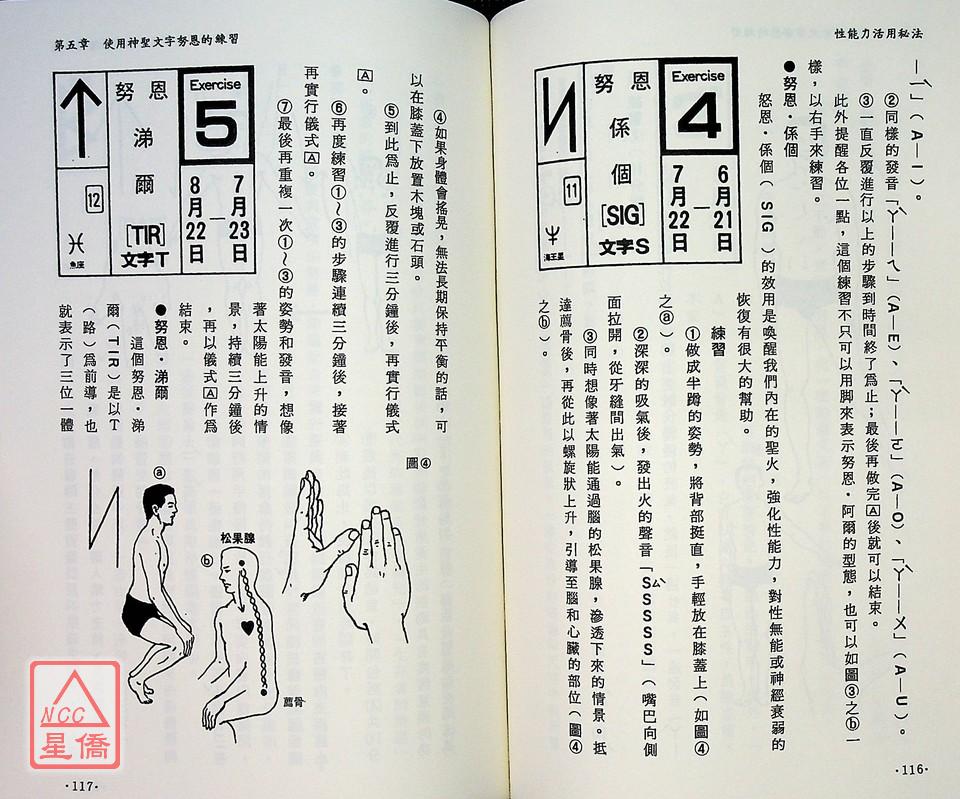 性能力活用秘法
一ˊ」(A—I)。
②同樣的發音「ㄚ—ㄟ」(A—E)、「ㄚ—ㄛ」(A—O)、「ㄚ—ㄨ」(A—U)。
③一直反覆進行以上的步驟到時間終了為止;最後再做完A後就可以結束。
此外提醒各位一點,這個練習不只可以用脚來表示努恩・阿爾的型態,也可以如圖③之ⓑ一
樣,以右手來練習。
●努恩・係個
怒恩・係個(SIG)的效用是喚醒我們內在的聖火,強化性能力,對性無能或神經衰弱的
恢復有很大的幫助。
練習
①做成半蹲的姿勢,將背部挺直,手輕放在膝蓋上(如圖④
之ⓐ)。
②深深的吸氣後,發出火的聲音「SㄙSSSS」(嘴巴向側
面拉開,從牙縫間出氣)。
③同時想像著太陽能通過腦的松果腺,滲透下來的情景。抵
達薦骨後,再從此以螺旋狀上升,引導至腦和心臟的部位(圖④
之ⓑ)。
Exercise
4
6月21日
—
7月22日
努恩
係
個
[SIG]
文字S
11
海王星
·116·
第五章 使用神聖文字努恩的練習
④如果身體會搖晃,無法長期保持平衡的話,可
以在膝蓋下放置木塊或石頭。
⑤到此為止,反覆進行三分鐘後,再實行儀式
A。
⑥再度練習①~③的步驟連續三分鐘後,接著
再實行儀式A。
⑦最後再重複一次①~③的姿勢和發音,想像
著太陽能上升的情
景,持續三分鐘後
,再以儀式A作為
結束。
●努恩・涕爾
這個努恩・涕
爾(TIR)是以T
(路)為前導,也
就表示了三位一體
Exercise
5
7月23日
—
8月22日
努恩
涕
爾
[TIR]
文字T
12
魚座
圖④
ⓐ
ⓑ
松果腺
薦骨
·117·
NCC
星僑